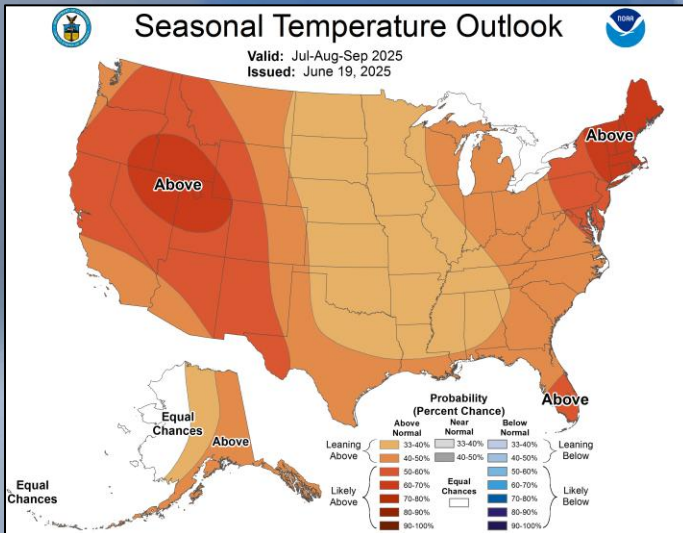 Seasonal Temperature Outlook
Valid: Jul-Aug-Sep 2025
Issued: June 19, 2025
NOAA
Above
Above
Above
Equal
Chances
Above
Equal
Chances
Probability
(Percent Chance)
Above
Normal
Near
Normal
Below
Normal
Leaning
Above
33-40%
40-50%
33-40%
40-50%
33-40%
40-50%
Leaning
Below
Likely
Above
50-60%
60-70%
70-80%
80-90%
90-100%
Equal
Chances
50-60%
60-70%
70-80%
80-90%
90-100%
Likely
Below